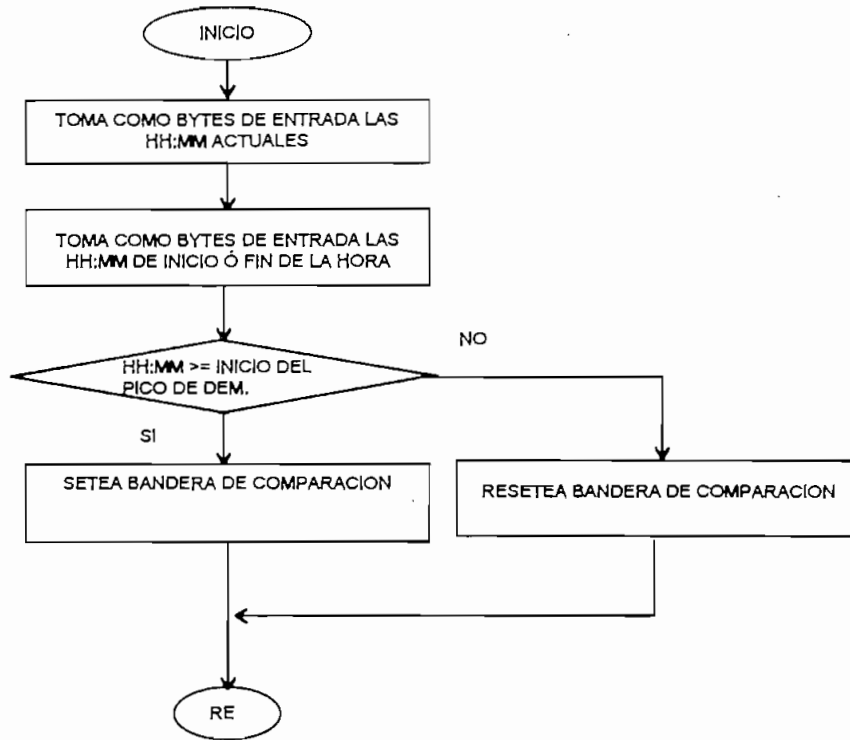 INICIO
TOMA COMO BYTES DE ENTRADA LAS
HH:MM ACTUALES
TOMA COMO BYTES DE ENTRADA LAS
HH:MM DE INICIO Ó FIN DE LA HORA
HH:MM >= INICIO DEL
PICO DE DEM.
NO
SI
SETEA BANDERA DE COMPARACION
RESETEA BANDERA DE COMPARACION
RE